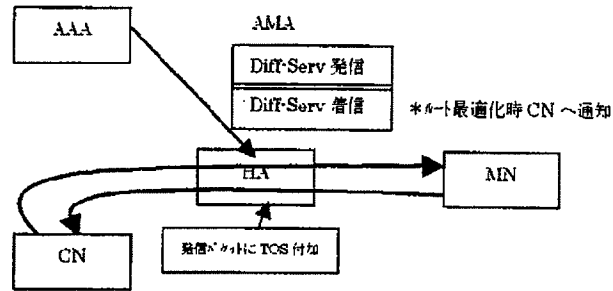 AAA
AMA
Diff-Serv 発信
Diff-Serv 着信
*ルート最適化時 CN へ通知
HA
MN
CN
発信パケットに TOS 付加